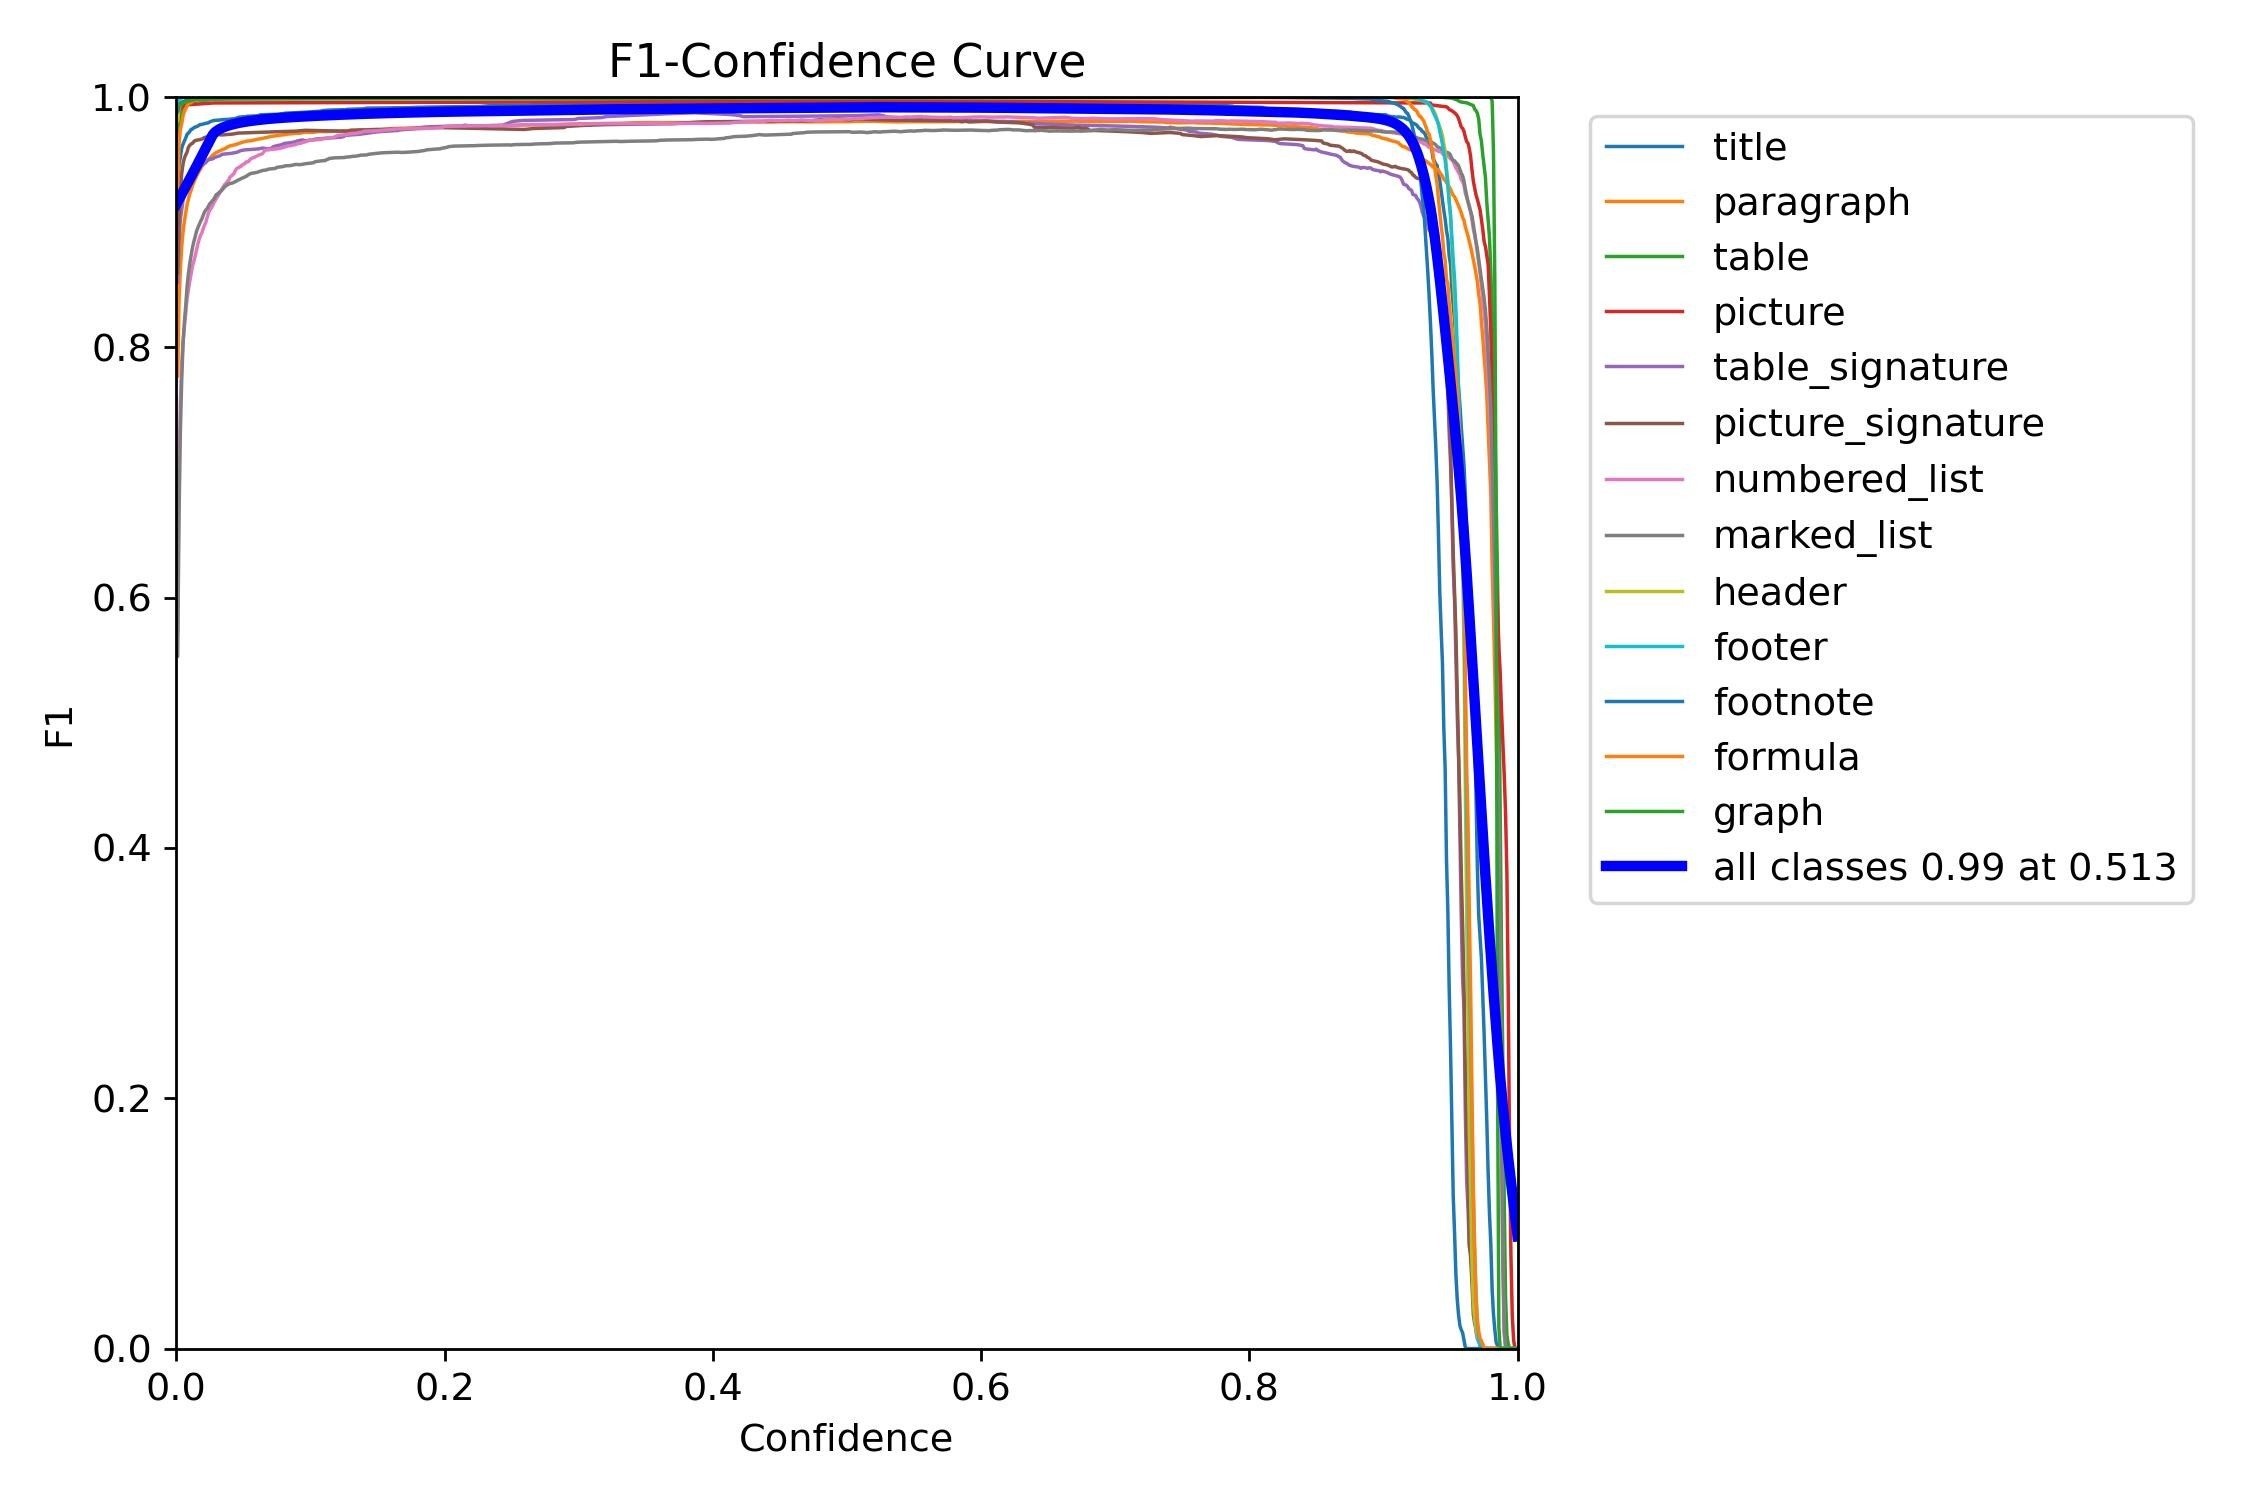 F1-Confidence Curve
1.0
0.8
0.6
0.4
0.2
0.0
F1
0.0 0.2 0.4 0.6 0.8 1.0
Confidence
title
paragraph
table
picture
table_signature
picture_signature
numbered_list
marked_list
header
footer
footnote
formula
graph
all classes 0.99 at 0.513